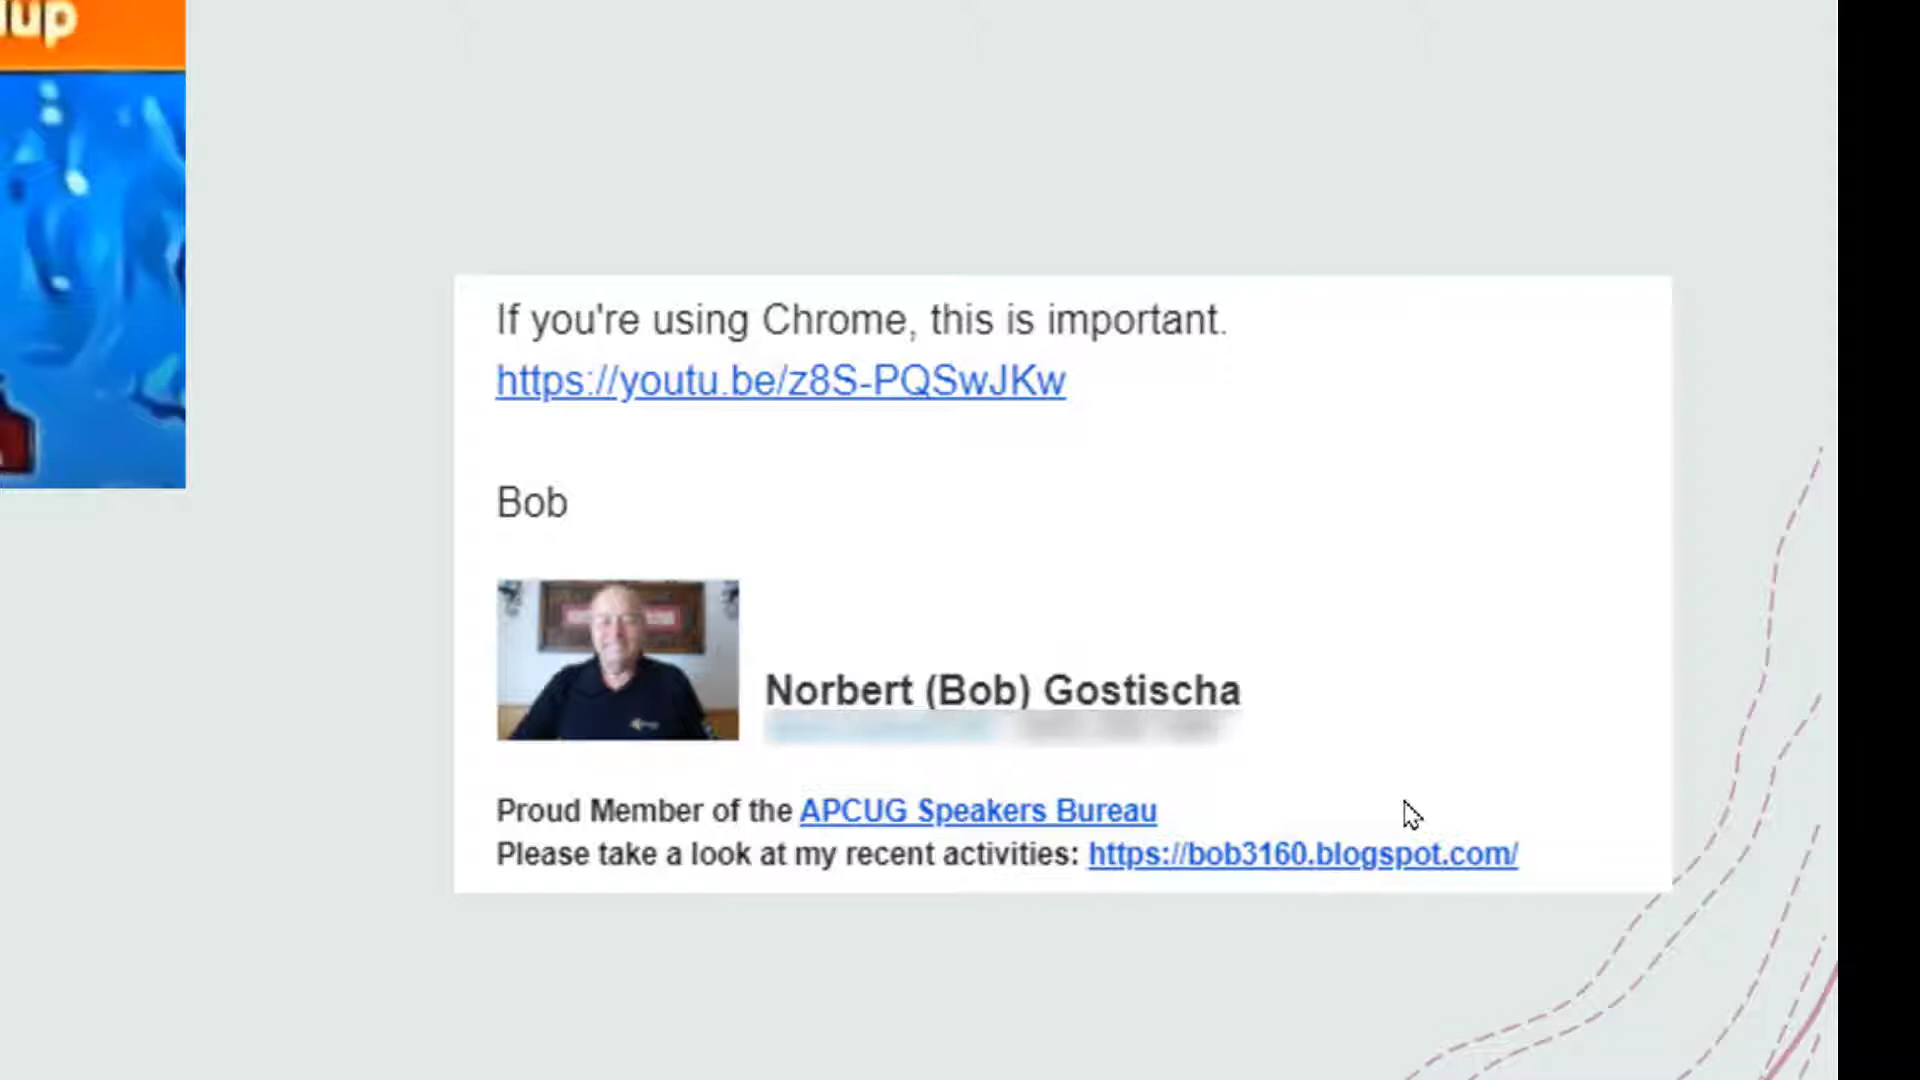 If you're using Chrome, this is important.
https://youtu.be/z8S-PQSwJKw
Bob
Norbert (Bob) Gostischa
Proud Member of the APCUG Speakers Bureau
Please take a look at my recent activities: https://bob3160.blogspot.com/